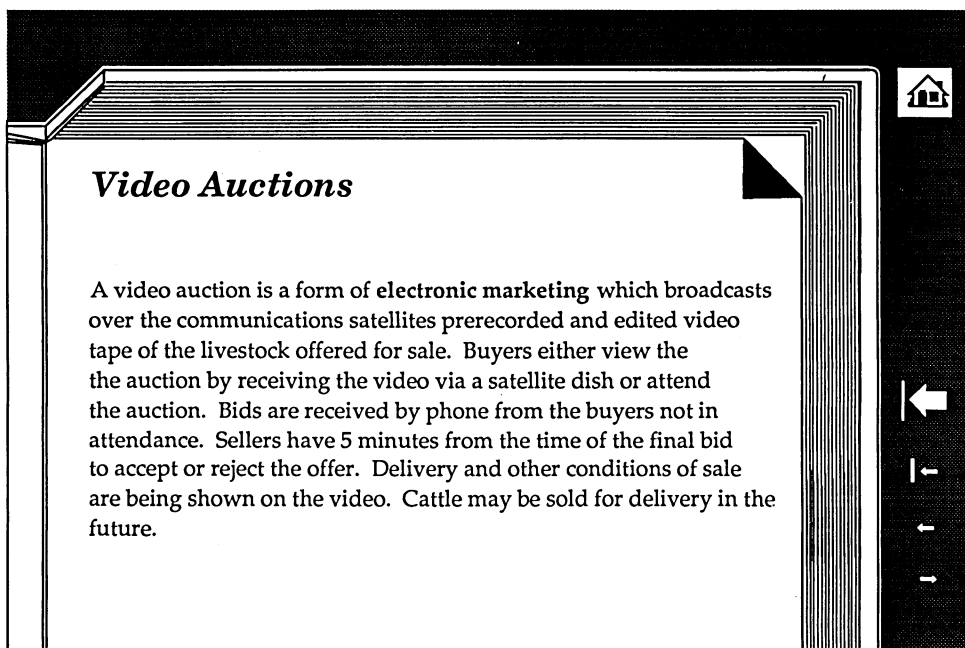 Video Auctions
A video auction is a form of electronic marketing which broadcasts
over the communications satellites prerecorded and edited video
tape of the livestock offered for sale. Buyers either view the
the auction by receiving the video via a satellite dish or attend
the auction. Bids are received by phone from the buyers not in
attendance. Sellers have 5 minutes from the time of the final bid
to accept or reject the offer. Delivery and other conditions of sale
are being shown on the video. Cattle may be sold for delivery in the
future.